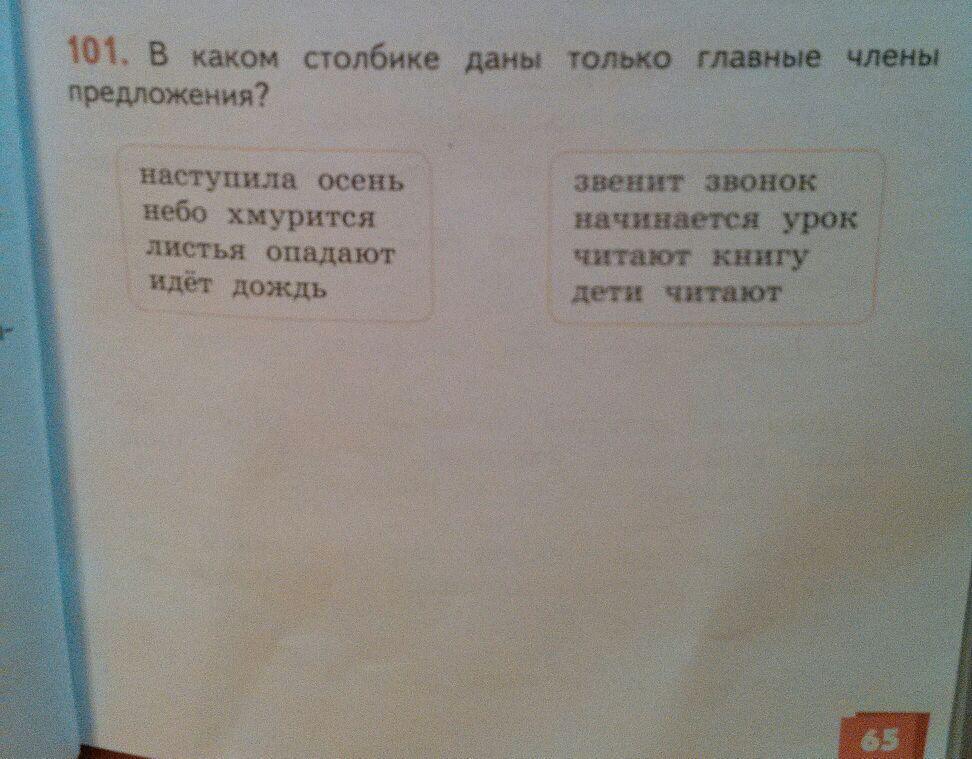 101. В каком столбике даны только главные члены
предложения?
наступила осень
небо хмурится
листья опадают
идёт дождь
звенит звонок
начинается урок
читают книгу
дети читают
65